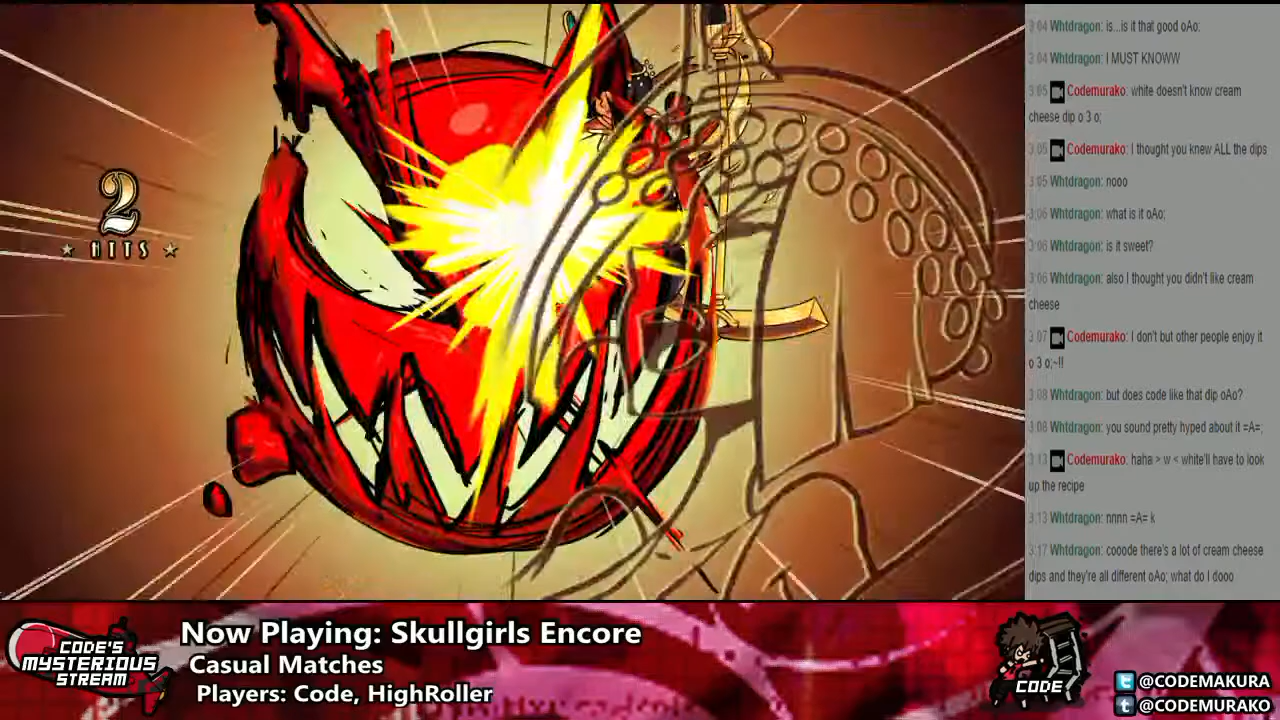 2
HITS
3:04 Whtdragon: is...is it that good oAo;
3:04 Whtdragon: I MUST KNOWW
3:05 Codemurako: white doesn't know cream
cheese dip o 3 o;
3:05 Codemurako: I thought you knew ALL the dips
3:05 Whtdragon: nooo
3:06 Whtdragon: what is it oAo;
3:06 Whtdragon: is it sweet?
3:06 Whtdragon: also I thought you didn't like cream
cheese
3:07 Codemurako: I don't but other people enjoy it
o 3 o;~!!
3:08 Whtdragon: but does code like that dip oAo?
3:08 Whtdragon: you sound pretty hyped about it =A=;
3:13 Codemurako: haha > w < white'll have to look
up the recipe
3:13 Whtdragon: nnnn =A= k
3:17 Whtdragon: cooode there's a lot of cream cheese
dips and they're all different oAo; what do I dooo
CODE'S
MYSTERIOUS
STREAM
Now Playing: Skullgirls Encore
Casual Matches
Players: Code, HighRoller
CODE
@CODEMAKURA
@CODEMURAKO